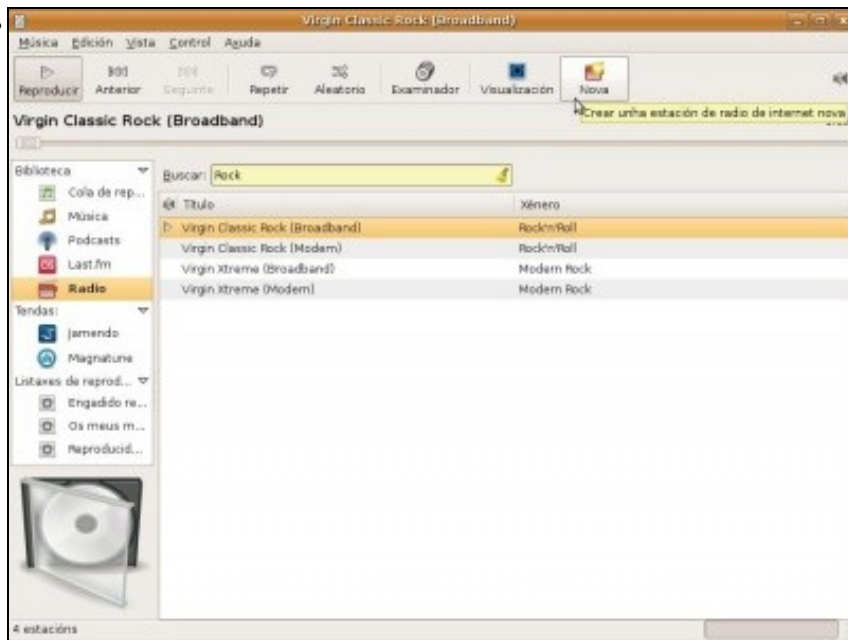 Virgin Classic Rock (Broadband)
Música Edición Vista Control Aguda
Reproducir Anterior Seguinte Repetir Aleatorio Examinador Visualización Nova
Crear unha estación de radio de internet nova
Virgin Classic Rock (Broadband)
Biblioteca
Cola de rep...
Música
Podcasts
Last.fm
Radio
Tendas:
Jamendo
Magnatune
Listaxes de reprod...
Engadido re...
Os meus m...
Reproducid...
Buscar: Rock
Título Xénero
Virgin Classic Rock (Broadband) Rock'n'Roll
Virgin Classic Rock (Modem) Rock'n'Roll
Virgin Xtreme (Broadband) Modern Rock
Virgin Xtreme (Modem) Modern Rock
4 estacións